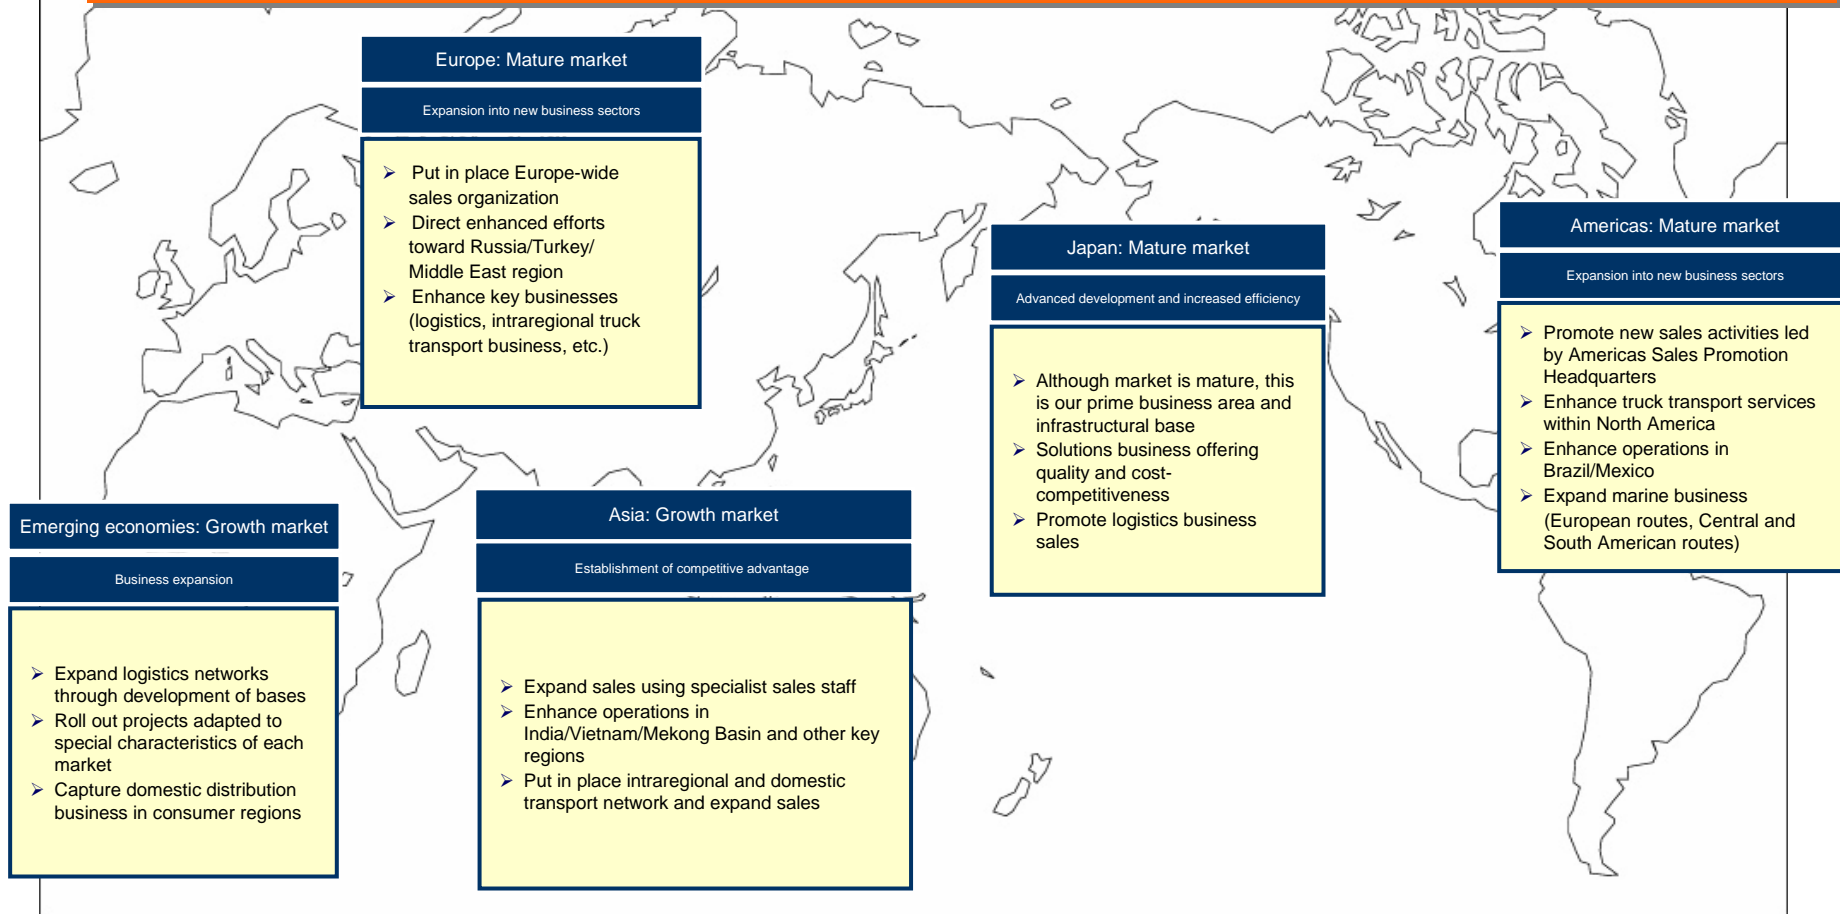 Europe: Mature market
Expansion into new business sectors
Put in place Europe-wide
sales organization
Direct enhanced efforts
toward Russia/Turkey/
Middle East region
Enhance key businesses
(logistics, intraregional truck
transport business, etc.)
Japan: Mature market
Advanced development and increased efficiency
Although market is mature, this
is our prime business area and
infrastructural base
Solutions business offering
quality and cost-
competitiveness
Promote logistics business
sales
Americas: Mature market
Expansion into new business sectors
Promote new sales activities led
by Americas Sales Promotion
Headquarters
Enhance truck transport services
within North America
Enhance operations in
Brazil/Mexico
Expand marine business
(European routes, Central and
South American routes)
Emerging economies: Growth market
Business expansion
Expand logistics networks
through development of bases
Roll out projects adapted to
special characteristics of each
market
Capture domestic distribution
business in consumer regions
Asia: Growth market
Establishment of competitive advantage
Expand sales using specialist sales staff
Enhance operations in
India/Vietnam/Mekong Basin and other key
regions
Put in place intraregional and domestic
transport network and expand sales